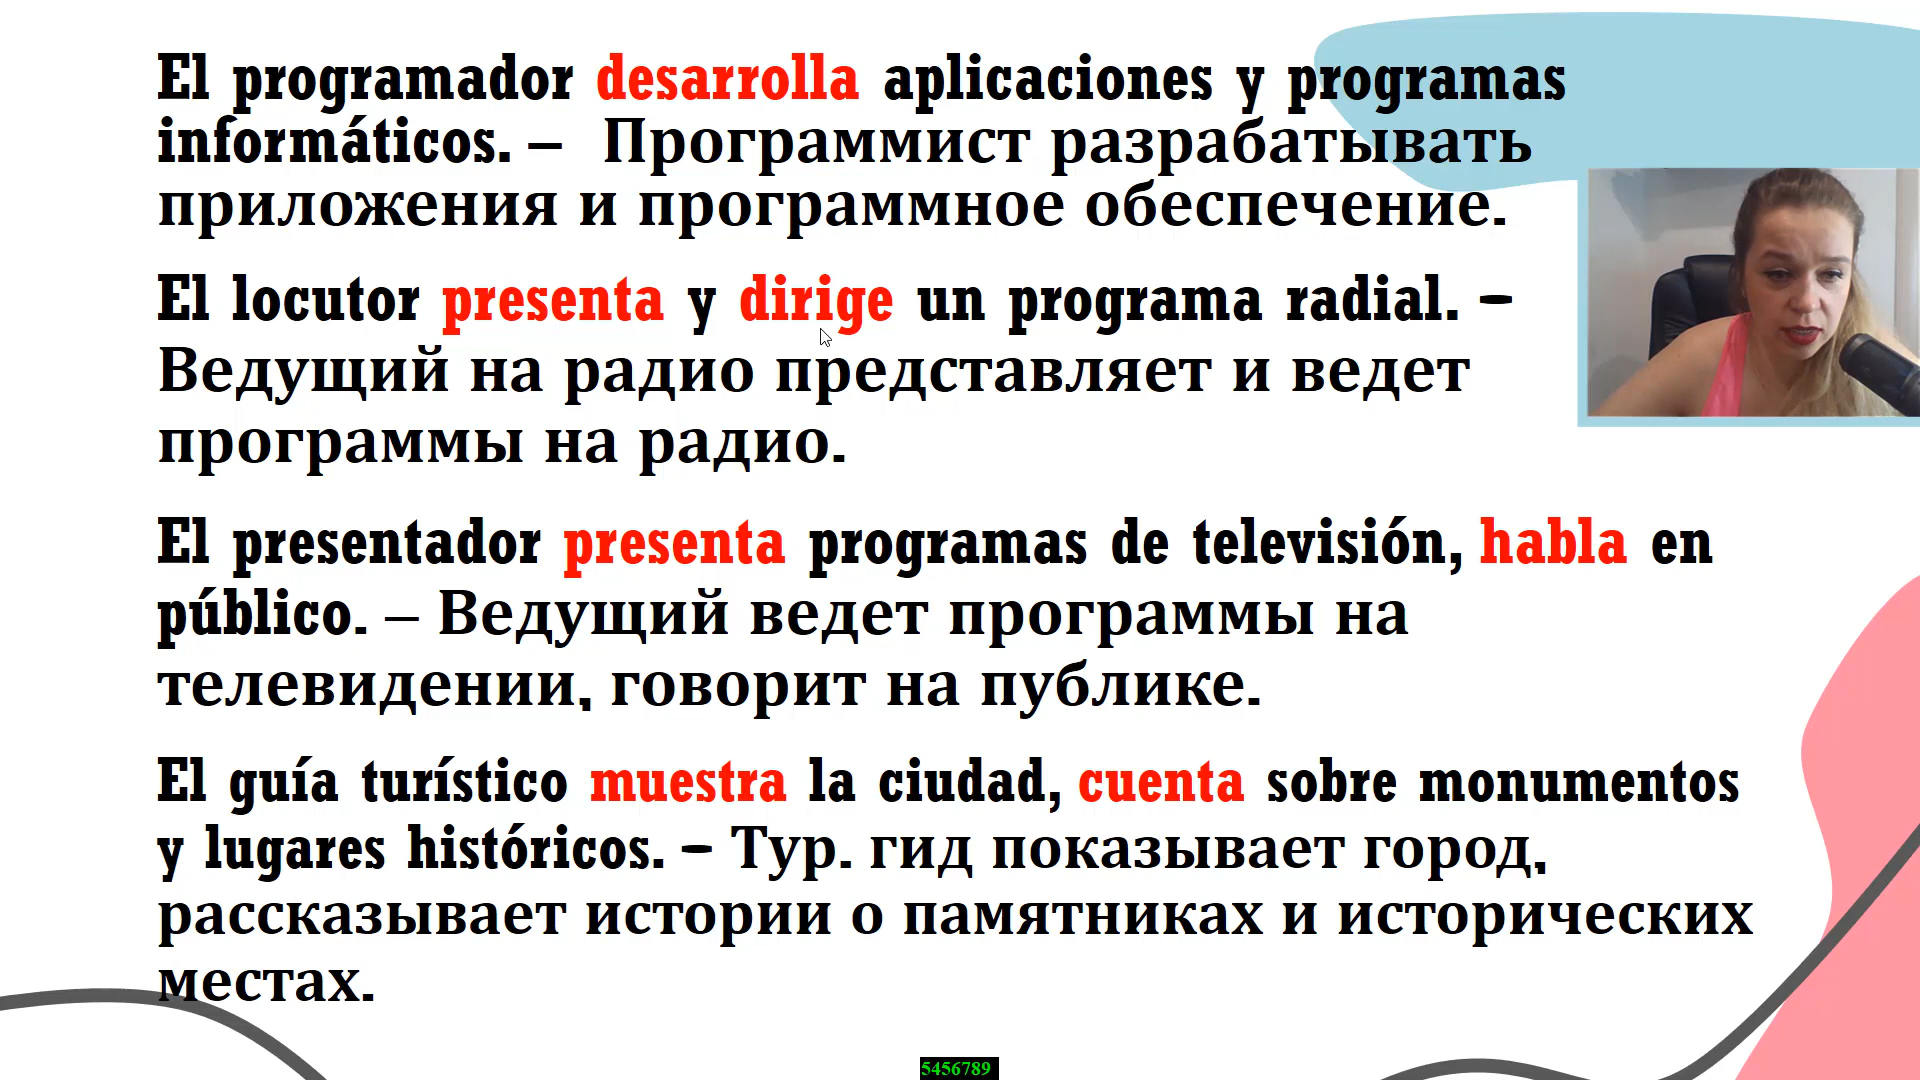 El programador desarrolla aplicaciones y programas
informáticos. – Программист разрабатывать
приложения и программное обеспечение.
El locutor presenta y dirige un programa radial. –
Ведущий на радио представляет и ведет
программы на радио.
El presentador presenta programas de televisión, habla en
público. – Ведущий ведет программы на
телевидении, говорит на публике.
El guía turístico muestra la ciudad, cuenta sobre monumentos
y lugares históricos. – Тур. гид показывает город,
рассказывает истории о памятниках и исторических
местах.
5456789